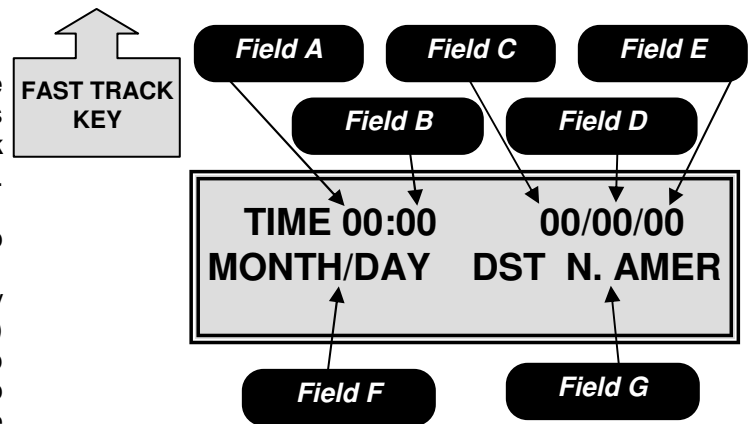 Field A
Field C
Field E
FAST TRACK
KEY
Field B
Field D
TIME 00:00 00/00/00
MONTH/DAY DST N. AMER
Field F
Field G